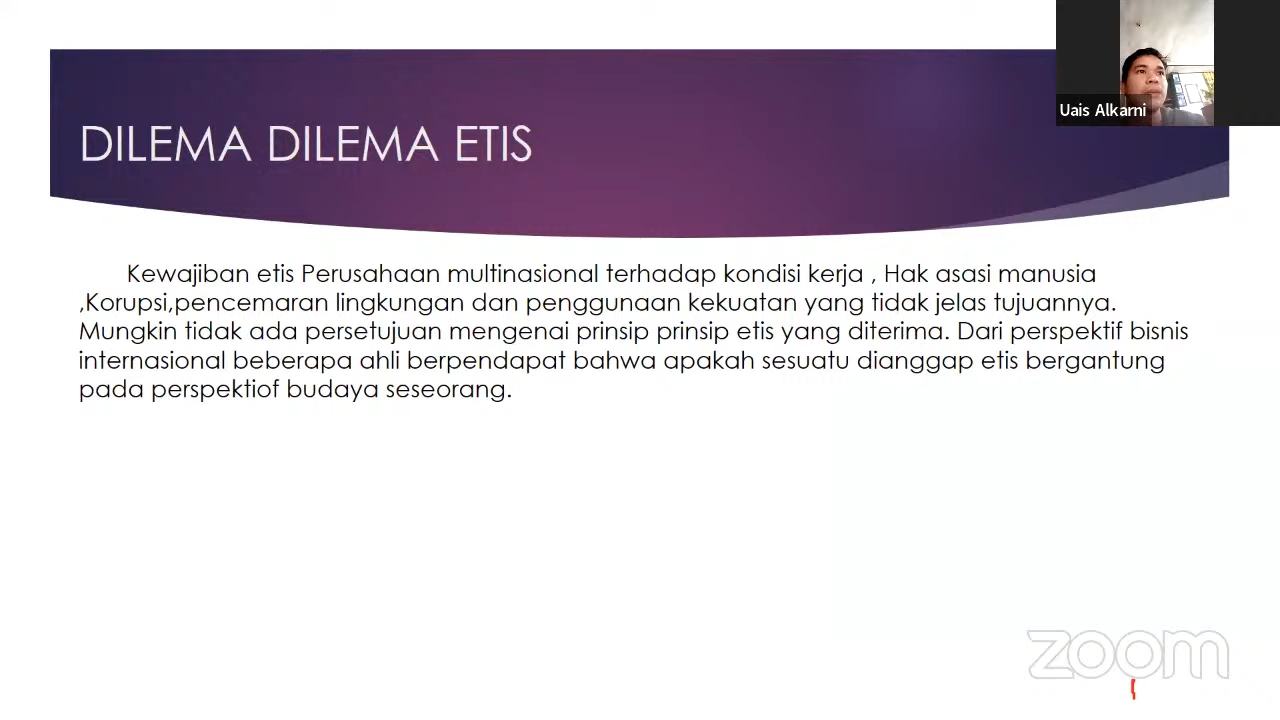 Uais Alkarni
DILEMA DILEMA ETIS
Kewajiban etis Perusahaan multinasional terhadap kondisi kerja , Hak asasi manusia
,Korupsi,pencemaran lingkungan dan penggunaan kekuatan yang tidak jelas tujuannya.
Mungkin tidak ada persetujuan mengenai prinsip prinsip etis yang diterima. Dari perspektif bisnis
internasional beberapa ahli berpendapat bahwa apakah sesuatu dianggap etis bergantung
pada perspektiof budaya seseorang.
zoom